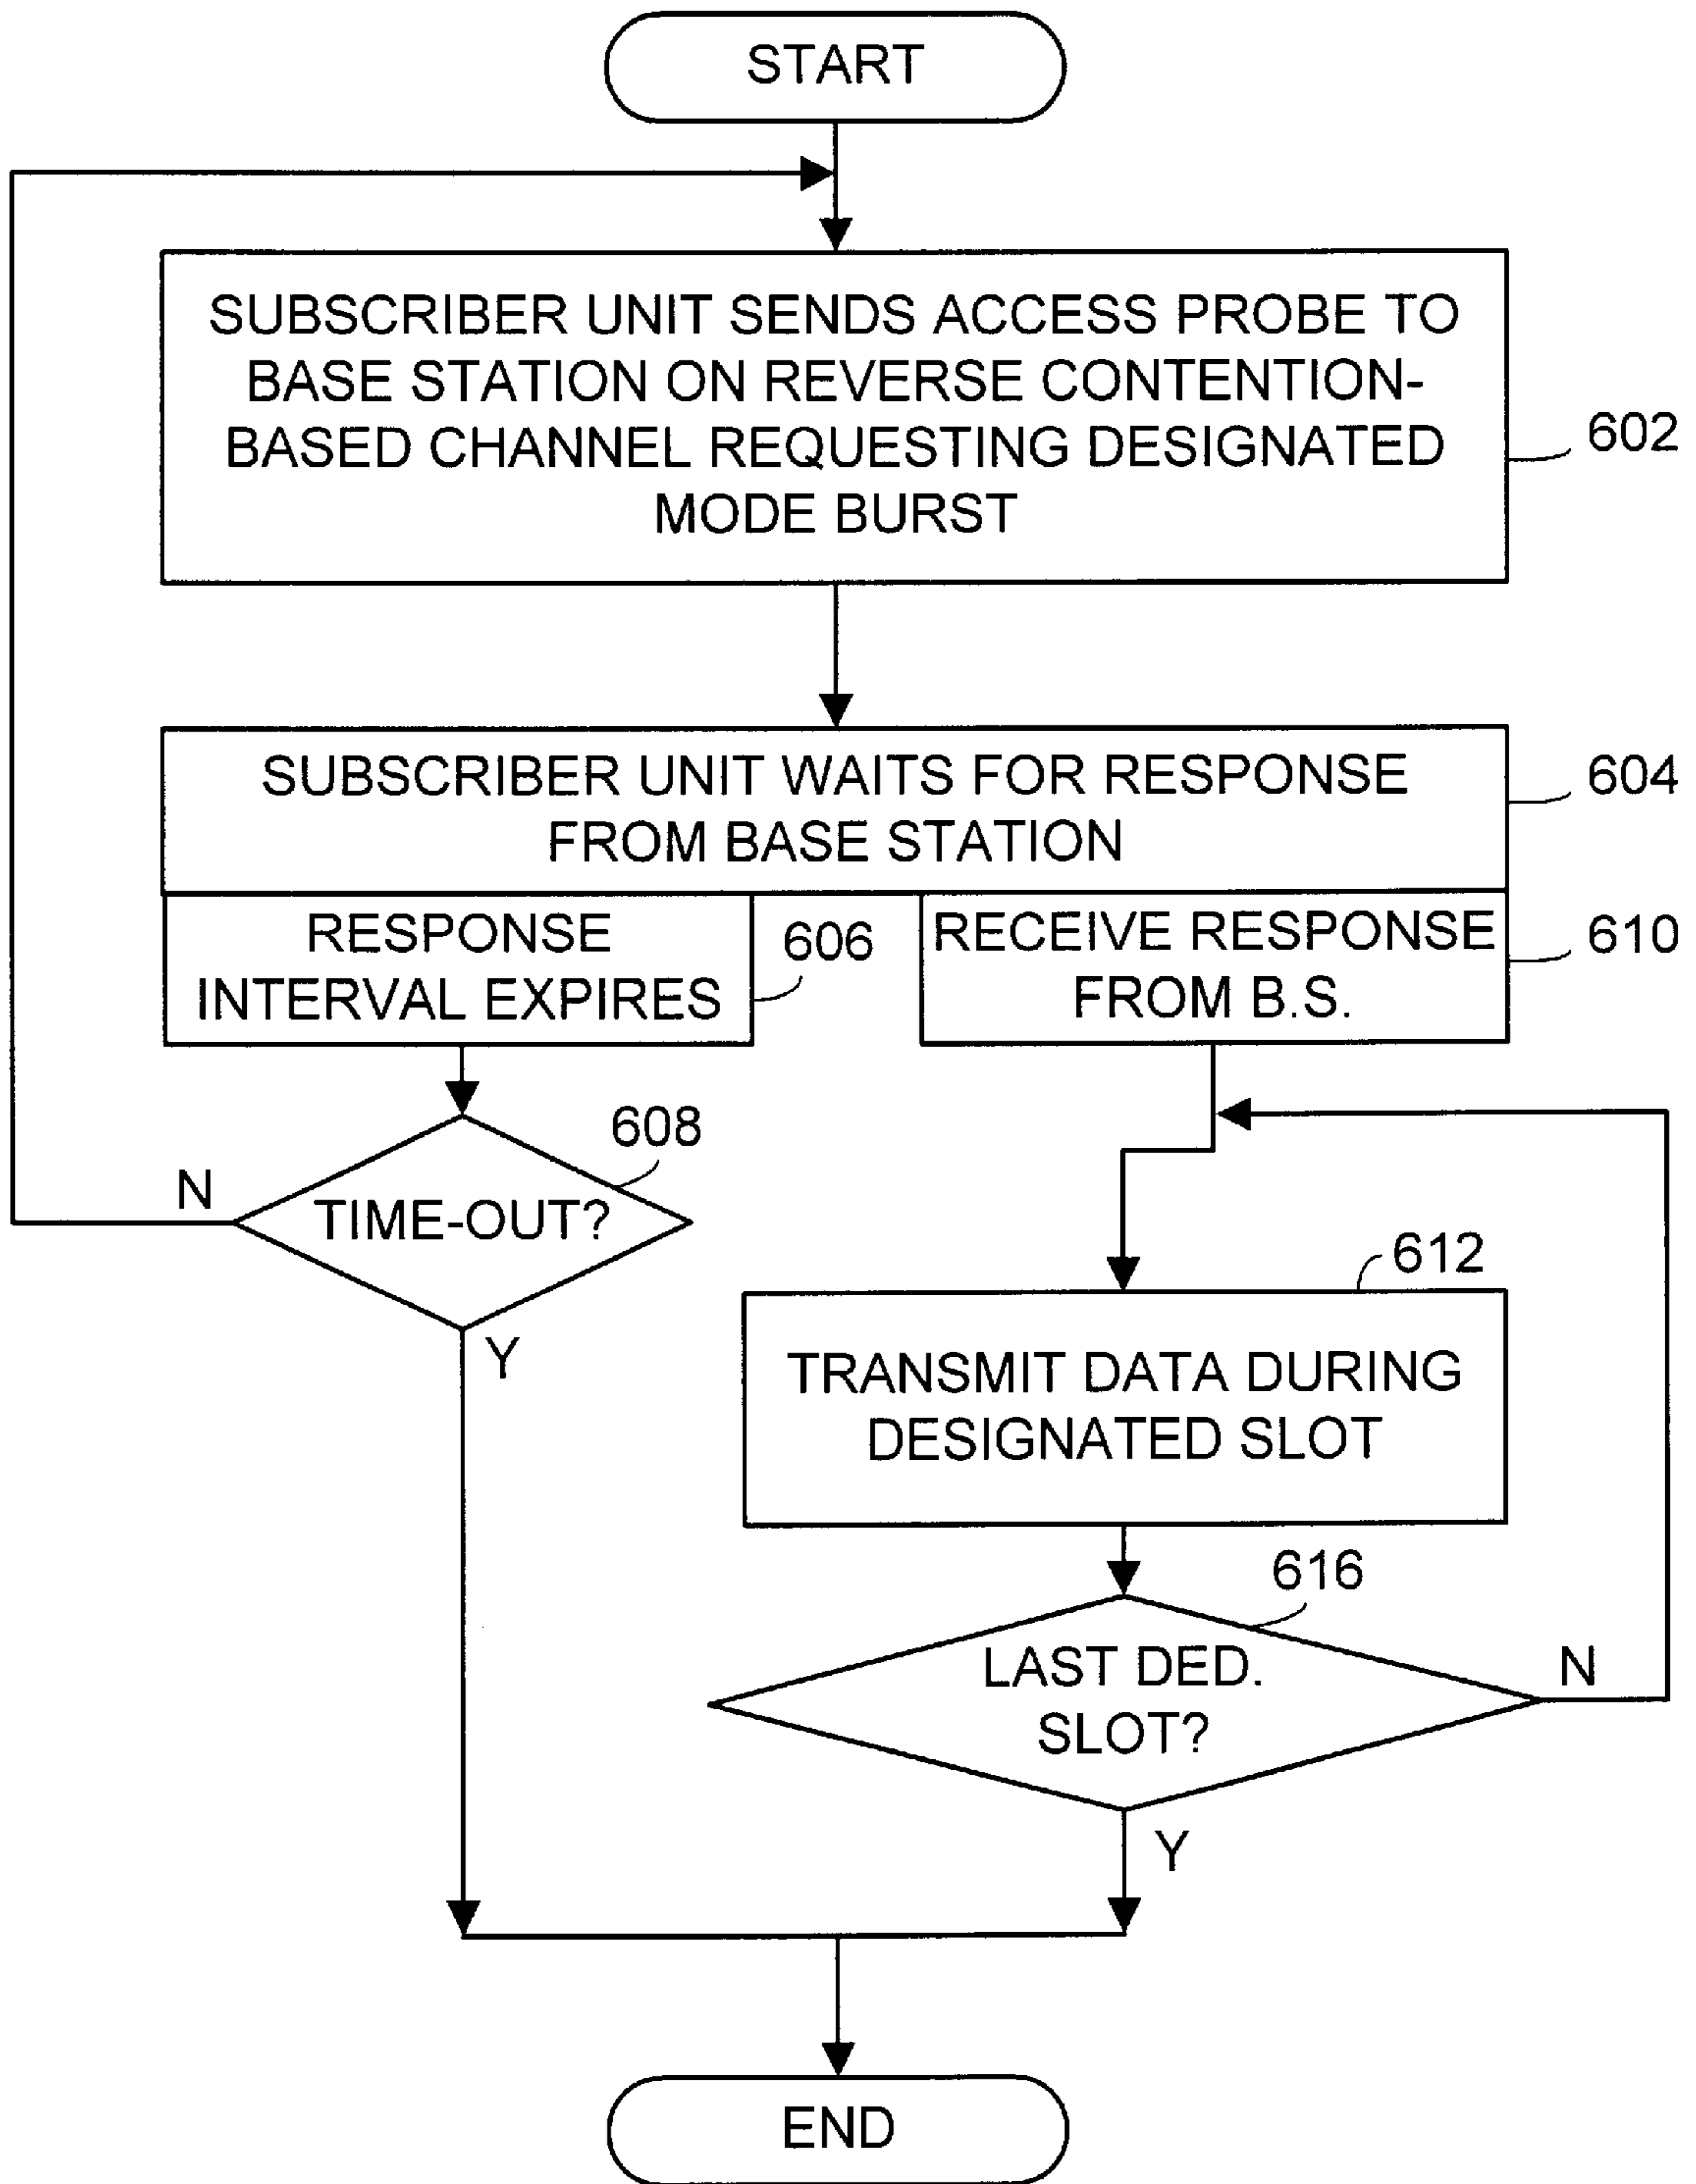 START
SUBSCRIBER UNIT SENDS ACCESS PROBE TO
BASE STATION ON REVERSE CONTENTION-
BASED CHANNEL REQUESTING DESIGNATED
MODE BURST
602
SUBSCRIBER UNIT WAITS FOR RESPONSE
FROM BASE STATION
604
RESPONSE
INTERVAL EXPIRES
606
RECEIVE RESPONSE
FROM B.S.
610
608
N
TIME-OUT?
Y
612
TRANSMIT DATA DURING
DESIGNATED SLOT
616
LAST DED.
SLOT?
N
Y
END